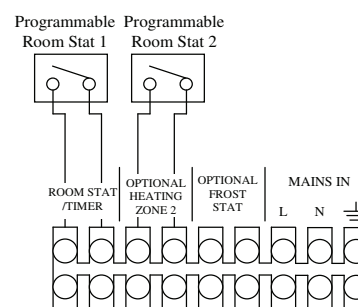 Programmable
Room Stat 1
Programmable
Room Stat 2
ROOM STAT
/TIMER
OPTIONAL
HEATING
ZONE 2
OPTIONAL
FROST
STAT
MAINS IN
L
N